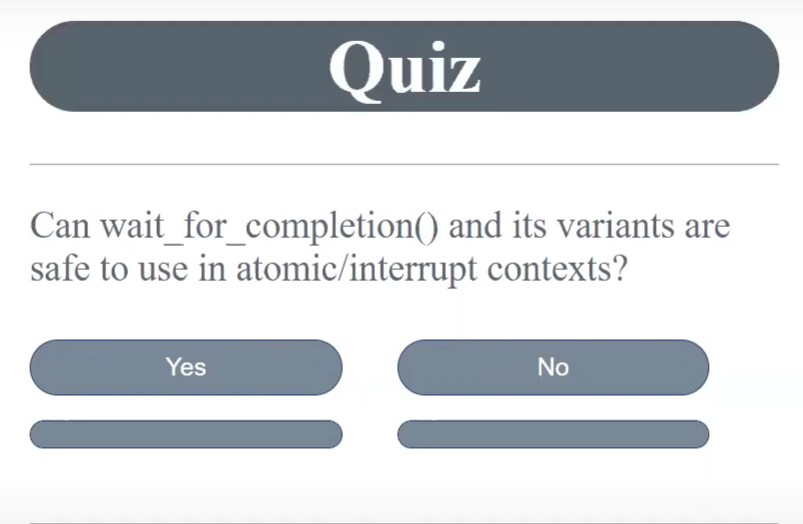 Quiz
Can wait_for_completion() and its variants are
safe to use in atomic/interrupt contexts?
Yes
No